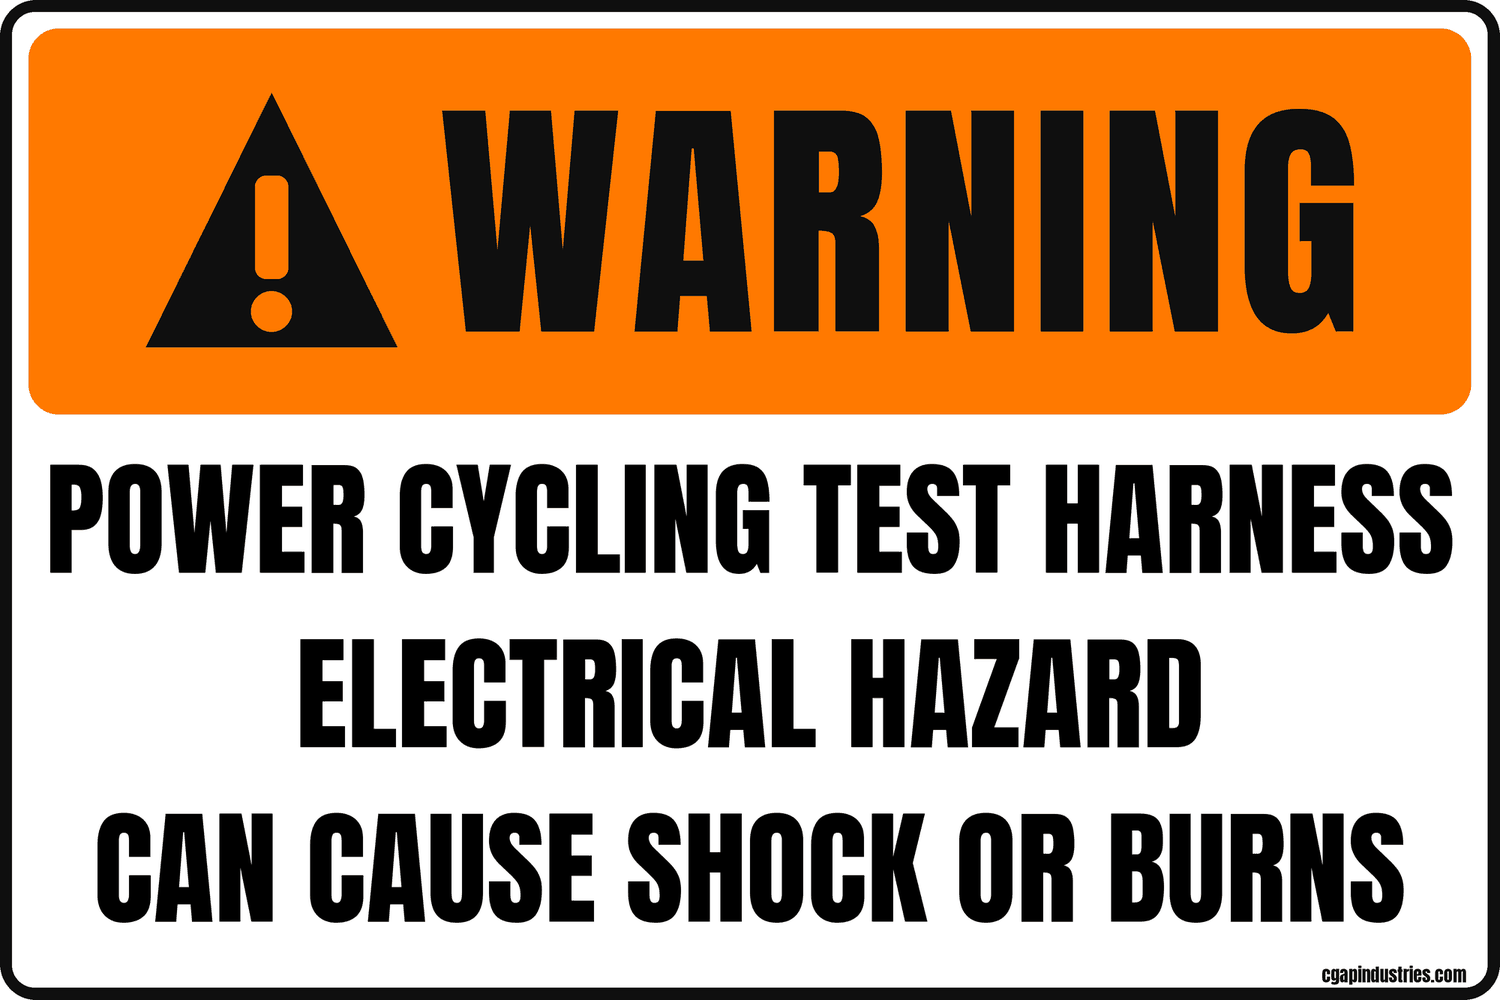 WARNING
POWER CYCLING TEST HARNESS
ELECTRICAL HAZARD
CAN CAUSE SHOCK OR BURNS
cgapindustries.com